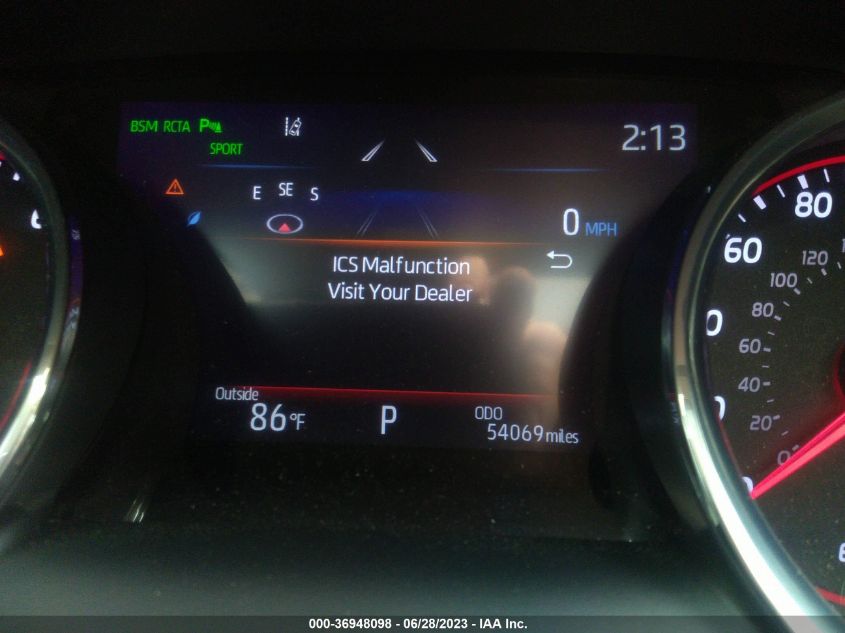 BSM RCTA P
SPORT
2:13
E SE S
0 MPH
ICS Malfunction
Visit Your Dealer
Outside
86°F
P
ODO
54069 miles
80
60
120
100
80
60
40
20
0
000-36948098 - 06/28/2023 - IAA Inc.